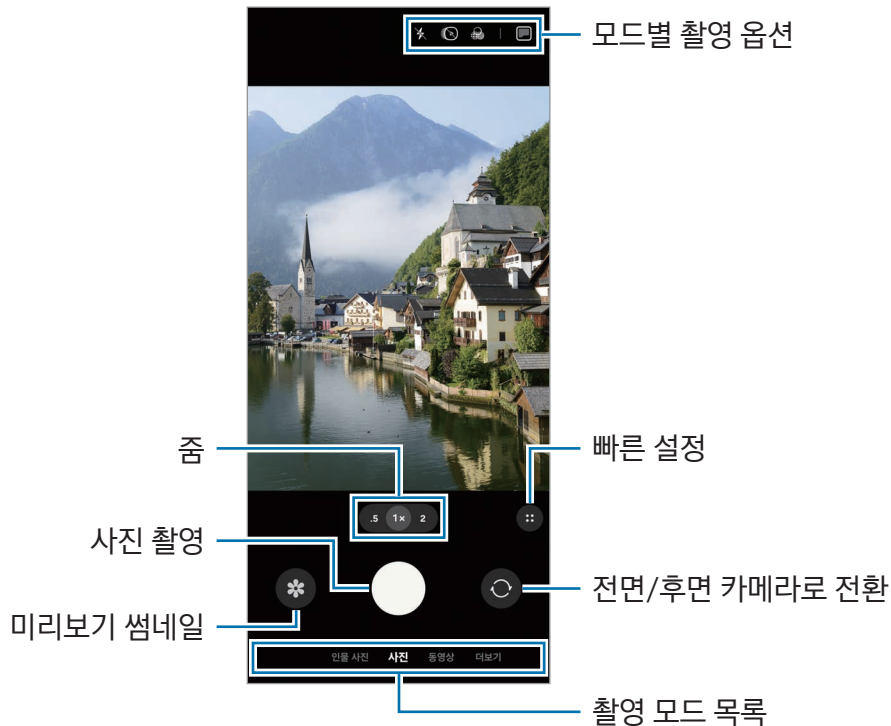 모드별 촬영 옵션
줌
빠른 설정
.5 1× 2
사진 촬영
전면/후면 카메라로 전환
미리보기 썸네일
인물 사진 사진 동영상 더보기
촬영 모드 목록